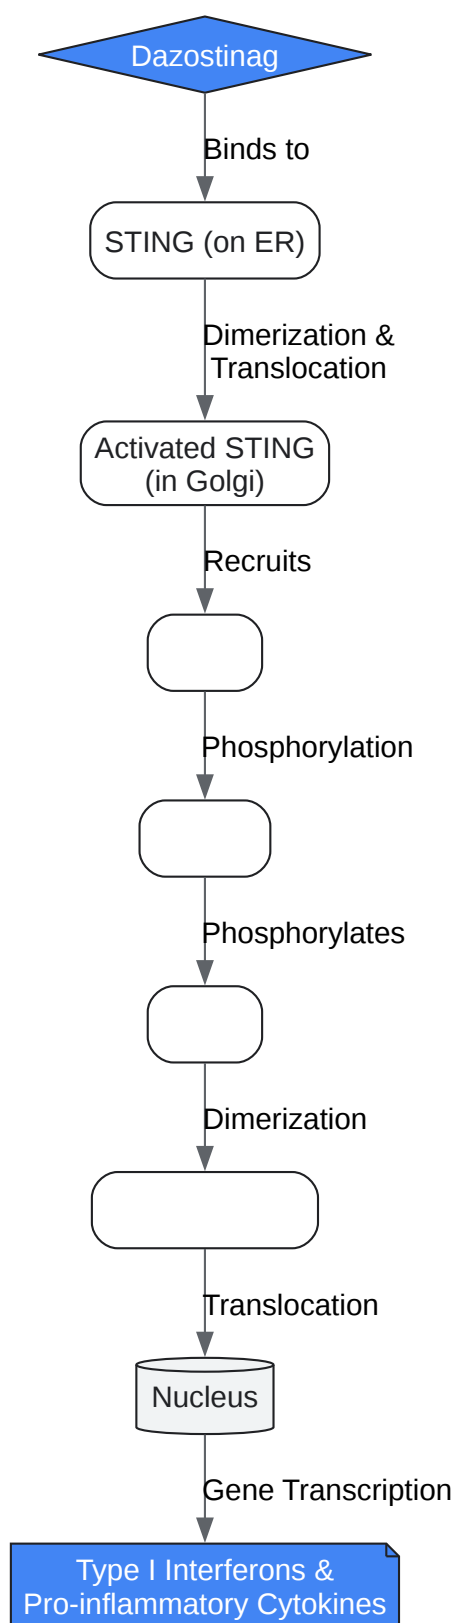 Dazostinag
Binds to
STING (on ER)
Dimerization &
Translocation
Activated STING
(in Golgi)
Recruits
Phosphorylation
Phosphorylates
Dimerization
Translocation
Nucleus
Gene Transcription
Type I Interferons &
Pro-inflammatory Cytokines